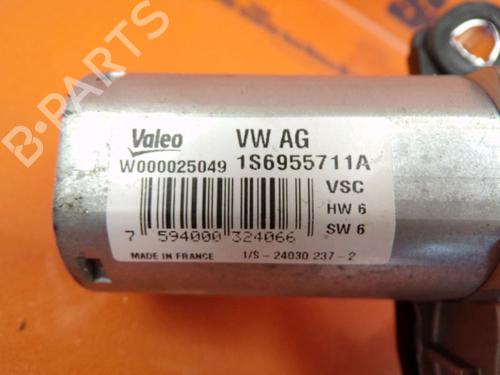 B-PARTS
Valeo VW AG
W000025049 1S6955711A
VSC
HW 6
SW 6
7 594000 324066
MADE IN FRANCE 1/S - 24030 237 - 2